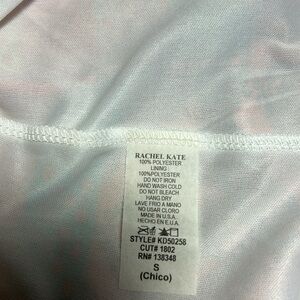 RACHEL KATE
100% POLYESTER
LINING
100%POLYESTER
DO NOT IRON
HAND WASH COLD
DO NOT BLEACH
HANG DRY
LAVE FRIO A MANO
NO USAR CLORO
MADE IN U.S.A.
HECHO EN E.U.A.
STYLE# KD50258
CUT# 1802
RN# 138348
S
(Chico)